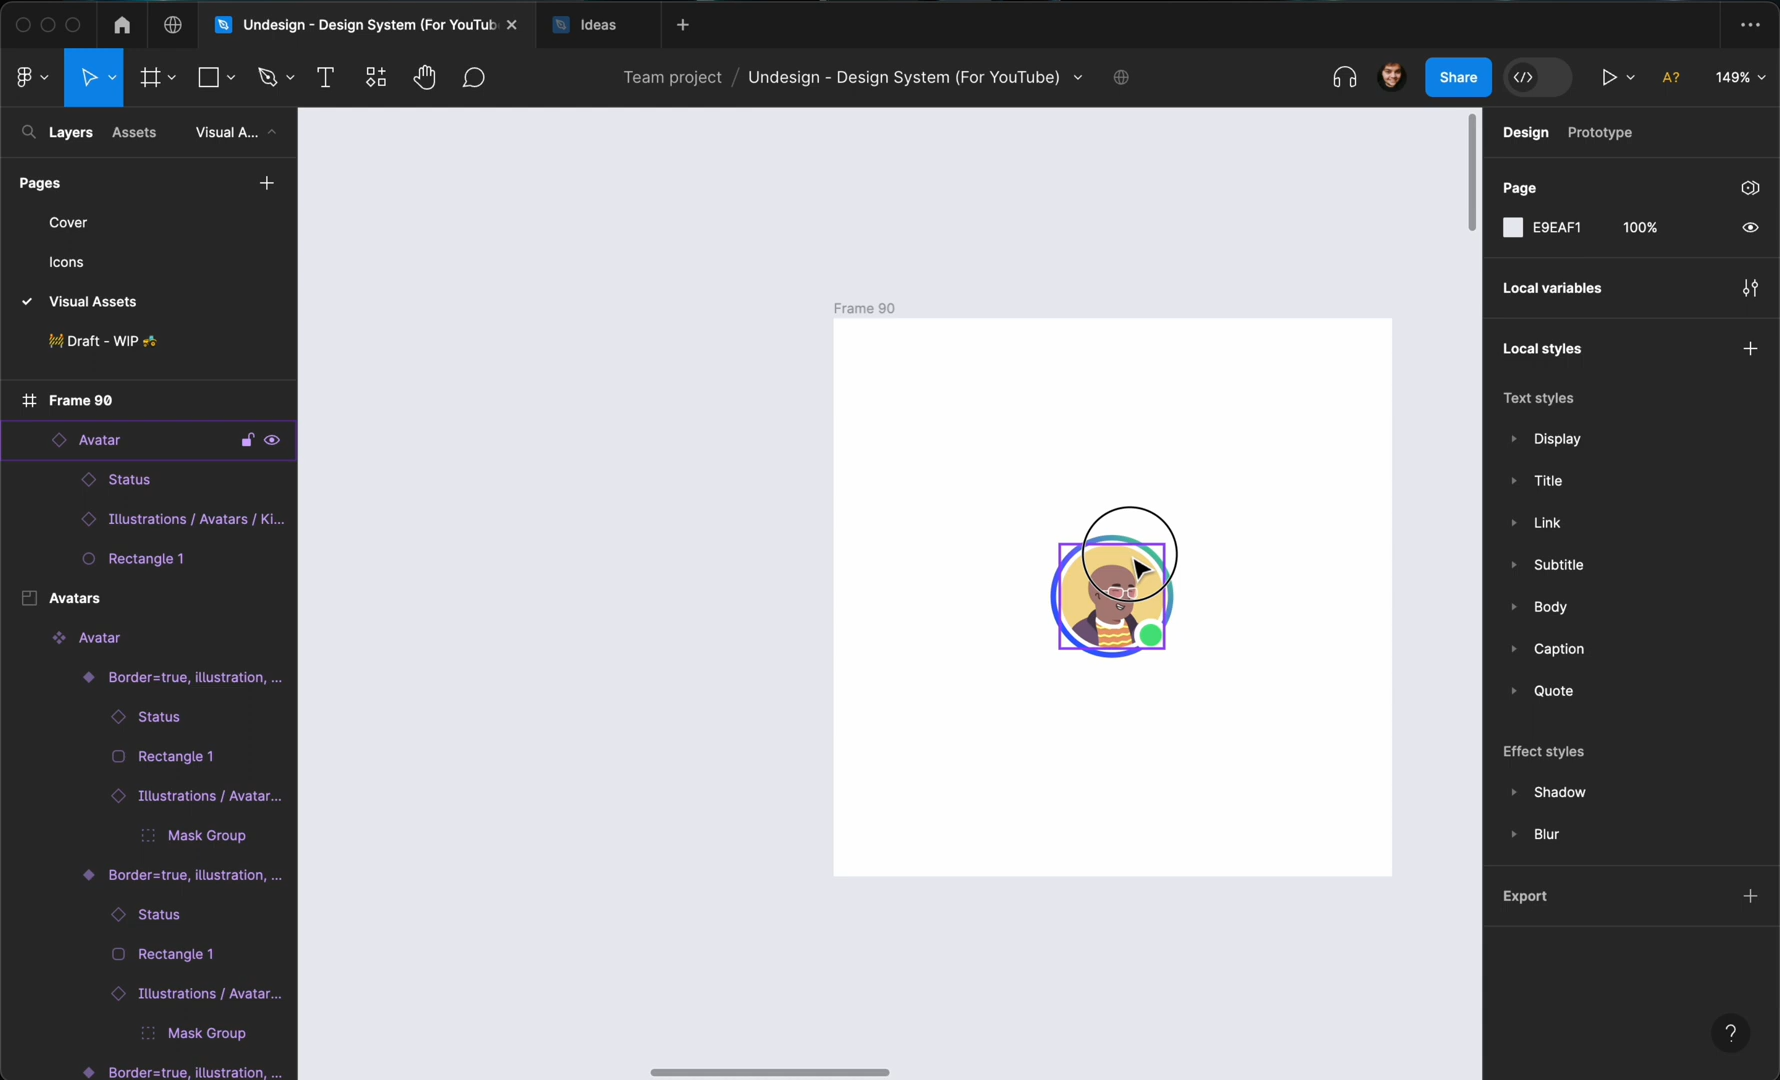 Undesign - Design System (For YouTub
Ideas
Team project / Undesign - Design System (For YouTube)
Share
A?
149%
Layers
Assets
Visual A...
Pages
Cover
Icons
Visual Assets
🚧 Draft - WIP 🚜
Frame 90
Avatar
Status
Illustrations / Avatars / Ki...
Rectangle 1
Avatars
Avatar
Border=true, illustration, ...
Status
Rectangle 1
Illustrations / Avatar...
Mask Group
Border=true, illustration, ...
Status
Rectangle 1
Illustrations / Avatar...
Mask Group
Border=true, illustration, ...
Frame 90
Design
Prototype
Page
E9EAF1
100%
Local variables
Local styles
Text styles
Display
Title
Link
Subtitle
Body
Caption
Quote
Effect styles
Shadow
Blur
Export
?